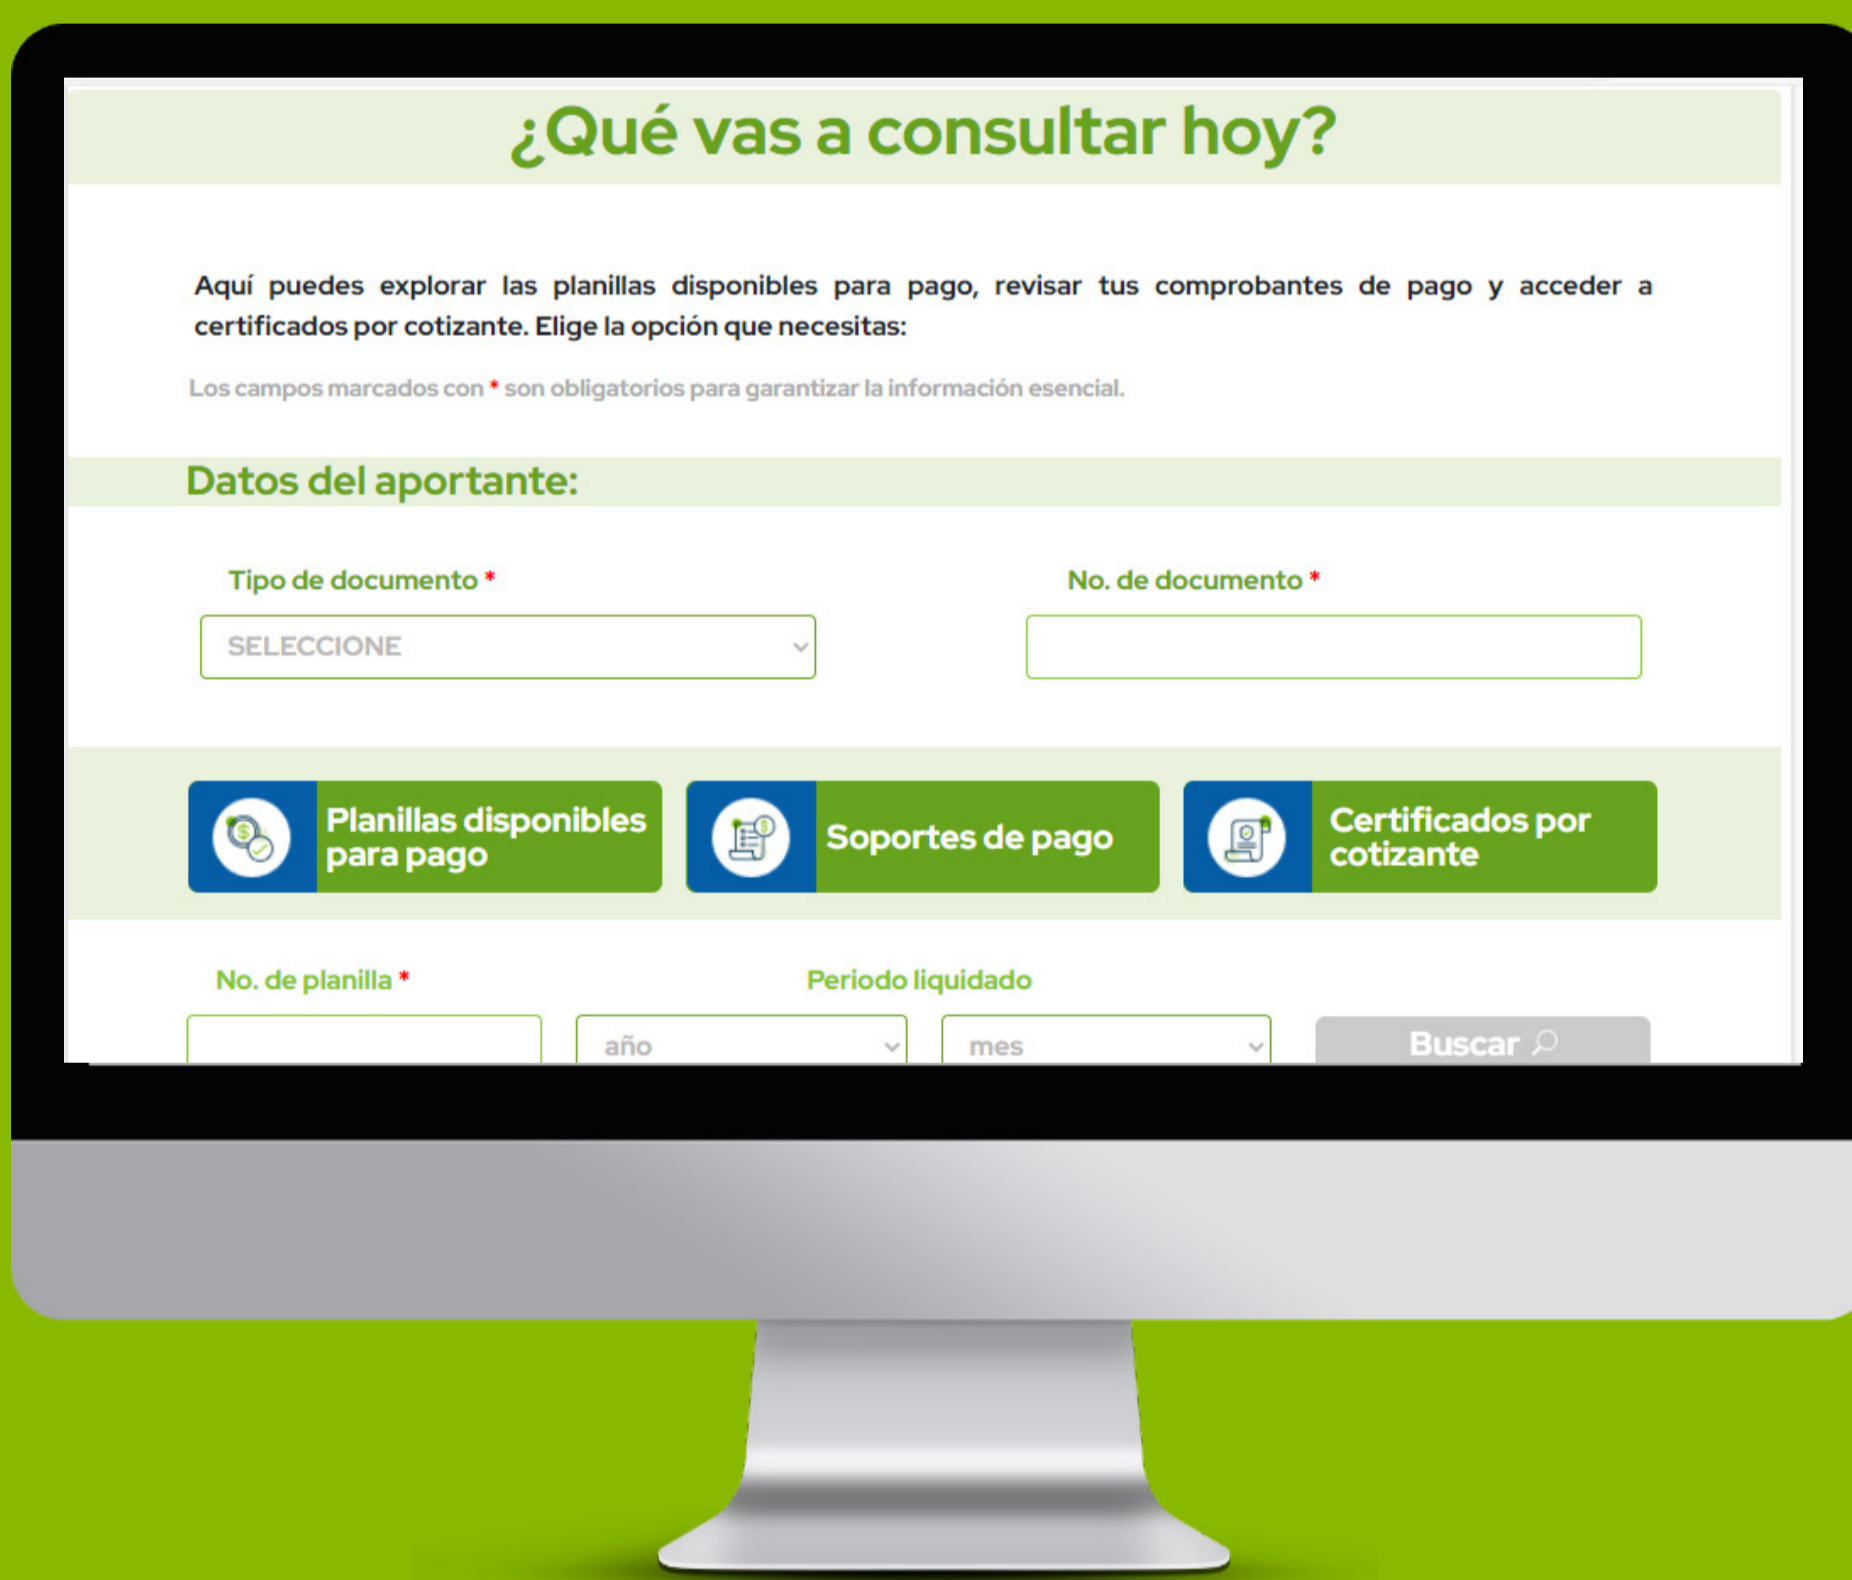 ¿Qué vas a consultar hoy?
Aquí puedes explorar las planillas disponibles para pago, revisar tus comprobantes de pago y acceder a
certificados por cotizante. Elige la opción que necesitas:
Los campos marcados con * son obligatorios para garantizar la información esencial.
Datos del aportante:
Tipo de documento * No. de documento *
SELECCIONE
Planillas disponibles
para pago
Soportes de pago
Certificados por
cotizante
No. de planilla * Periodo liquidado
año mes Buscar